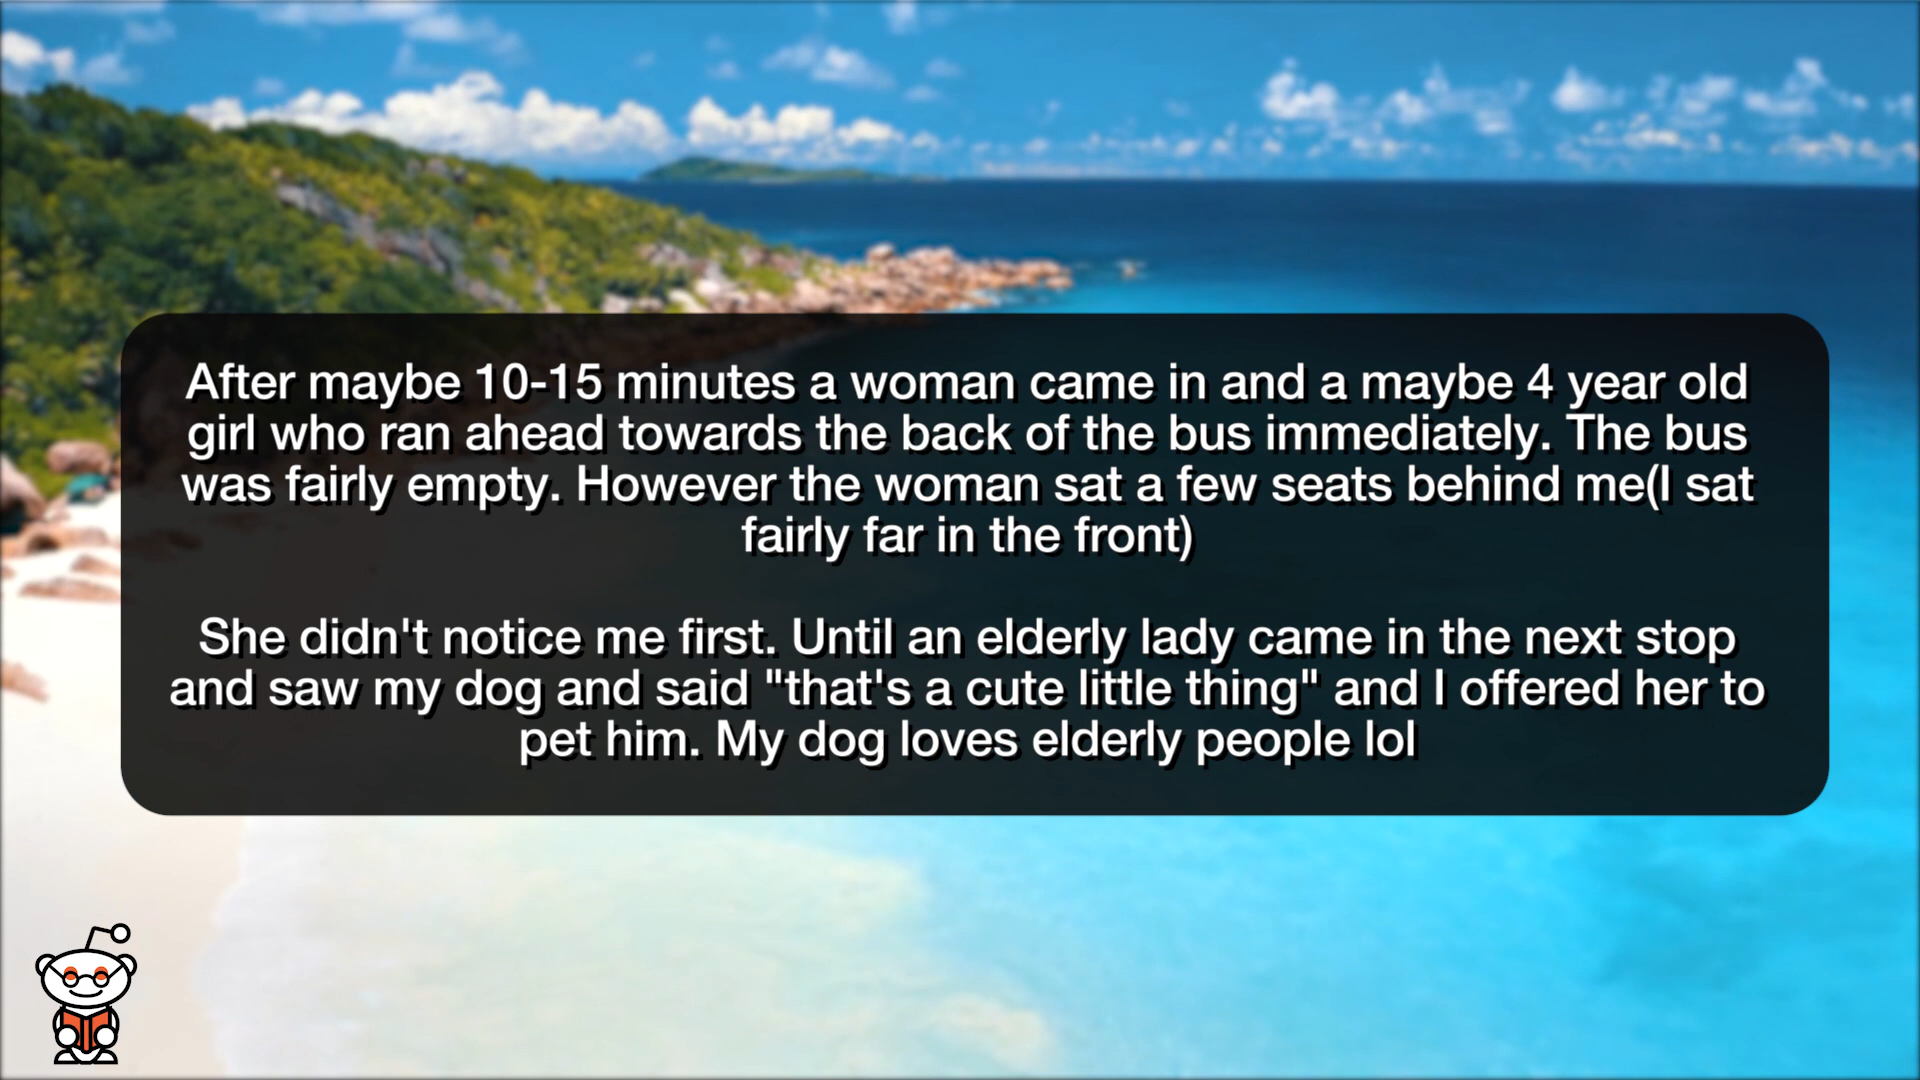 After maybe 10-15 minutes a woman came in and a maybe 4 year old
girl who ran ahead towards the back of the bus immediately. The bus
was fairly empty. However the woman sat a few seats behind me(I sat
fairly far in the front)
She didn't notice me first. Until an elderly lady came in the next stop
and saw my dog and said "that's a cute little thing" and I offered her to
pet him. My dog loves elderly people lol